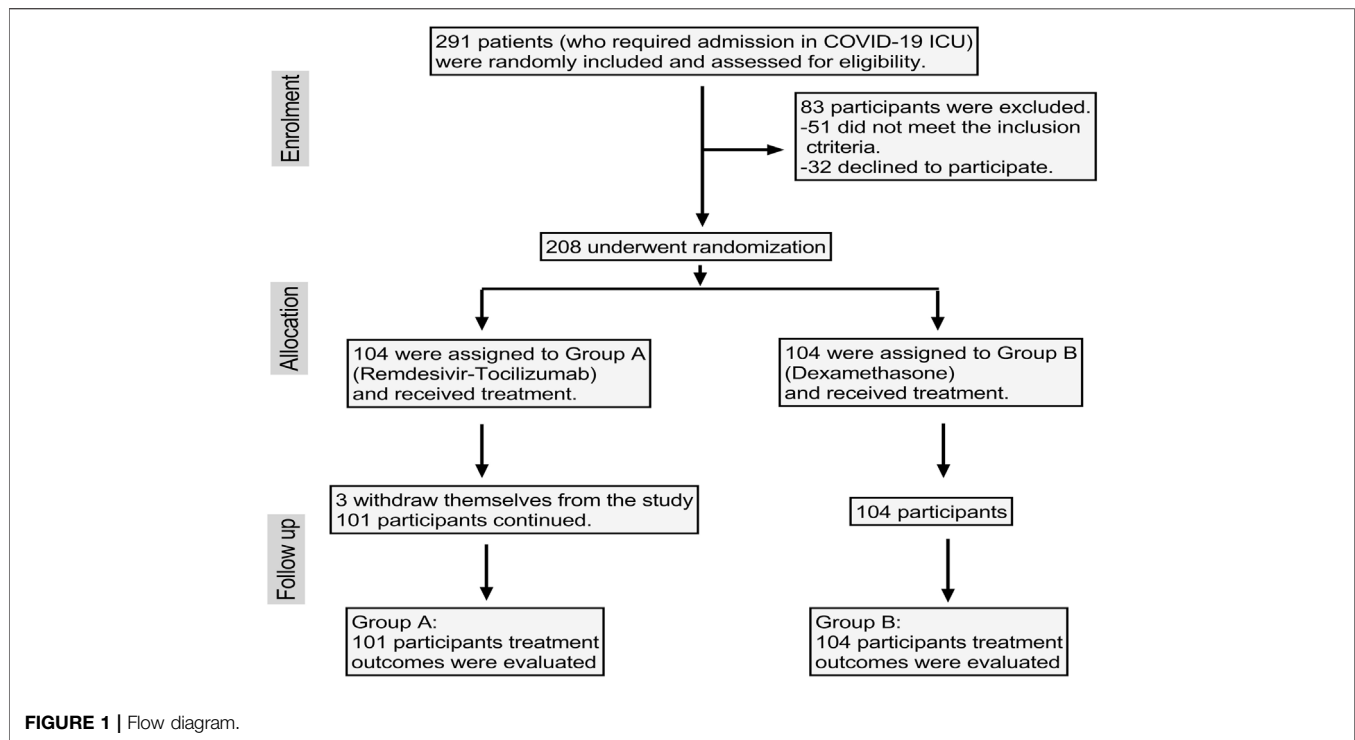 291 patients (who required admission in COVID-19 ICU)
were randomly included and assessed for eligibility.
Enrolment
83 participants were excluded.
-51 did not meet the inclusion
ctriteria.
-32 declined to participate.
208 underwent randomization
Allocation
104 were assigned to Group A
(Remdesivir-Tocilizumab)
and received treatment.
104 were assigned to Group B
(Dexamethasone)
and received treatment.
Follow up
3 withdraw themselves from the study
101 participants continued.
104 participants
Group A:
101 participants treatment
outcomes were evaluated
Group B:
104 participants treatment
outcomes were evaluated
FIGURE 1 | Flow diagram.